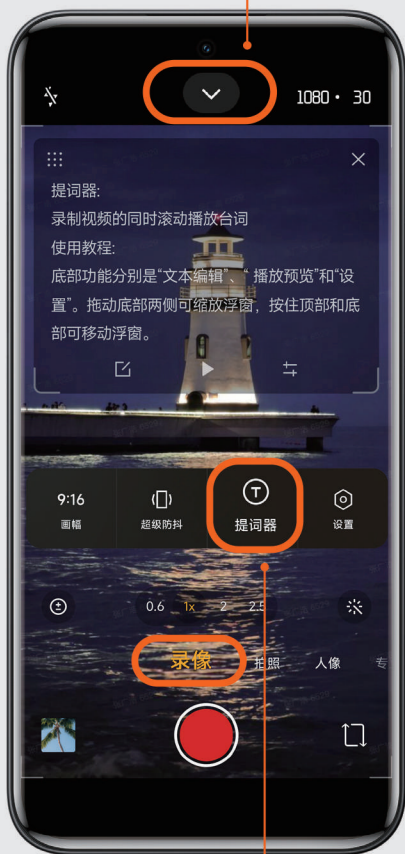 1080 · 30
提词器:
录制视频的同时滚动播放台词
使用教程:
底部功能分别是“文本编辑”、“ 播放预览”和“设
置”。拖动底部两侧可缩放浮窗，按住顶部和底
部可移动浮窗。
9:16
画幅
超级防抖
T
提词器
设置
0.6 1x 2 2.5
录像 拍照 人像 专